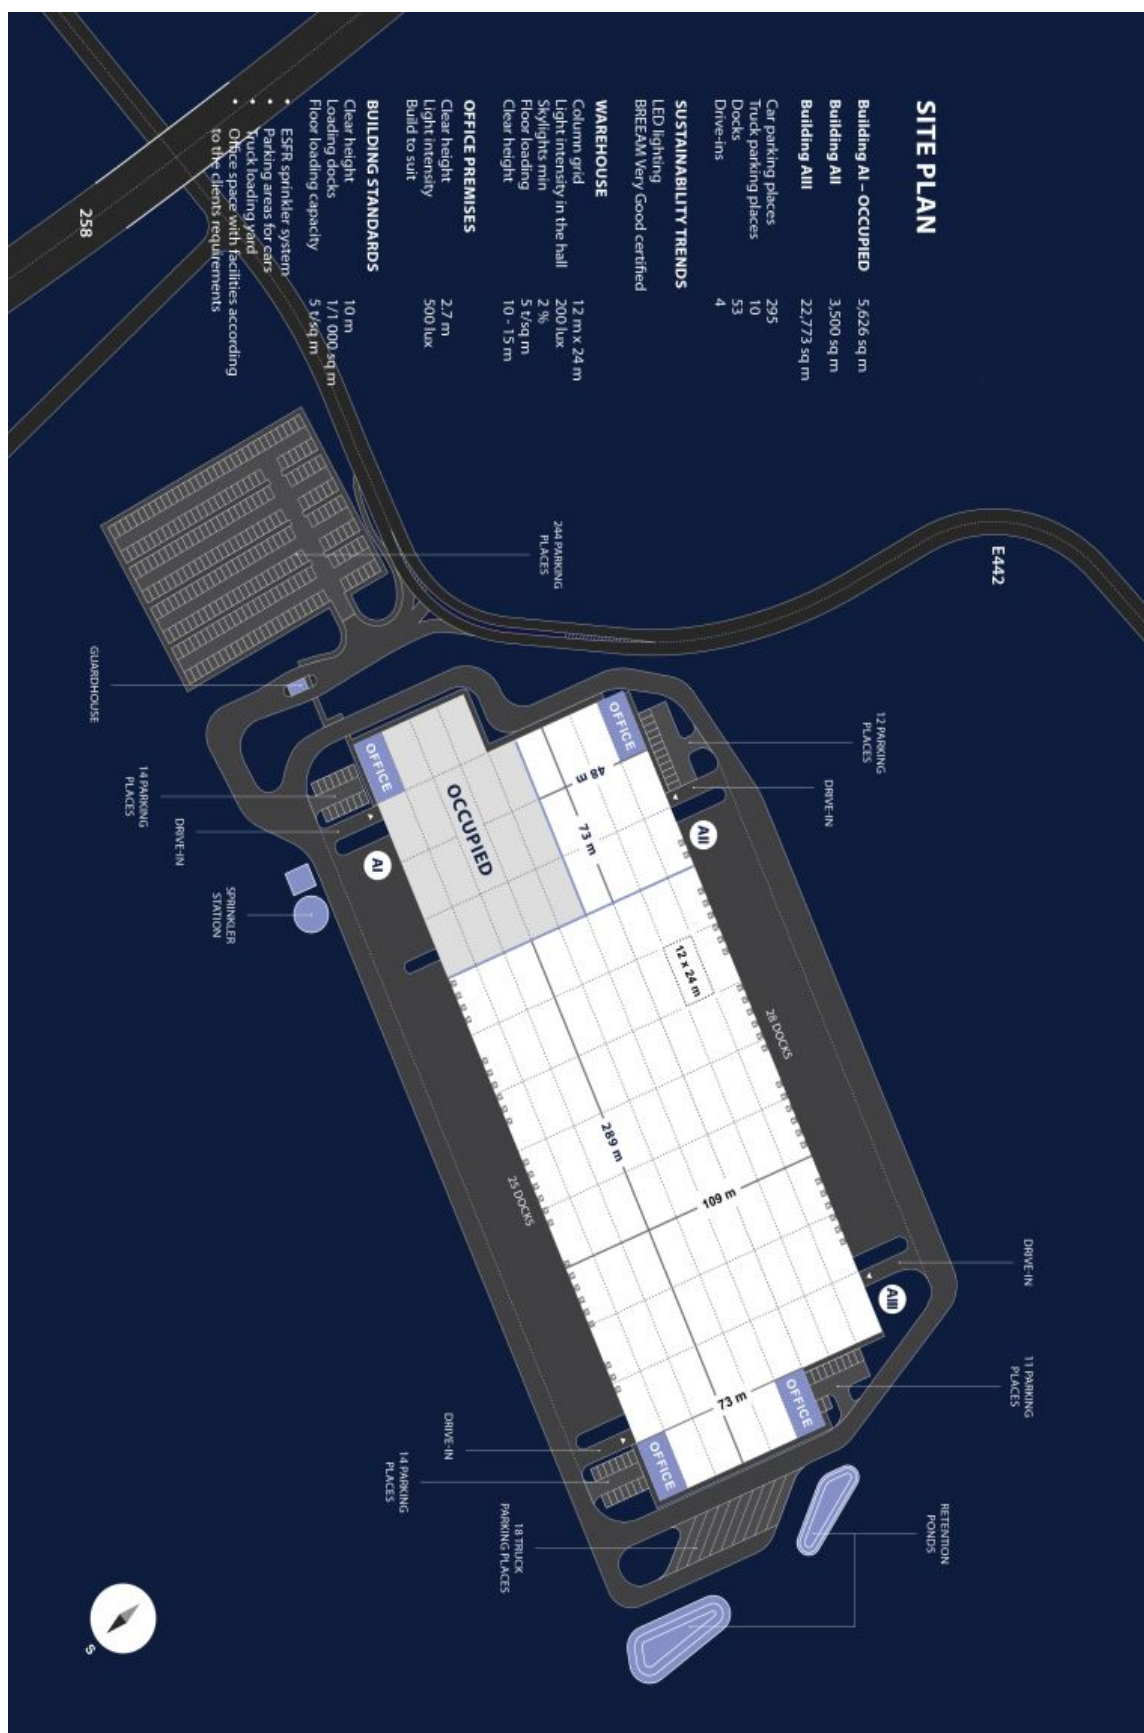 SITE PLAN
Building AI – OCCUPIED 5,626 sq m
Building AII 3,500 sq m
Building AIII 22,773 sq m
Car parking places 295
Truck parking places 10
Docks 53
Drive-ins 4
SUSTAINABILITY TRENDS
LED lighting
BREEAM Very Good certified
WAREHOUSE
Column grid 12 m x 24 m
Light intensity in the hall 200 lux
Skylights min 2 %
Floor loading 5 t/sq m
Clear height 10 - 15 m
OFFICE PREMISES
Clear height 2.7 m
Light intensity 500 lux
Build to suit
BUILDING STANDARDS
Clear height 10 m
Loading docks 1/1 000 sq m
Floor loading capacity 5 t/sq m
• ESFR sprinkler system
• Parking areas for cars
• Truck loading yard
• Office space with facilities according
to the clients requirements
258
E442
244 PARKING
PLACES
GUARDHOUSE
12 PARKING
PLACES
DRIVE-IN
OFFICE
48 m
73 m
AII
OFFICE
OCCUPIED
AI
14 PARKING
PLACES
DRIVE-IN
SPRINKLER
STATION
12 x 24 m
28 DOCKS
289 m
109 m
25 DOCKS
DRIVE-IN
AIII
11 PARKING
PLACES
OFFICE
73 m
OFFICE
DRIVE-IN
14 PARKING
PLACES
18 TRUCK
PARKING PLACES
RETENTION
PONDS
S